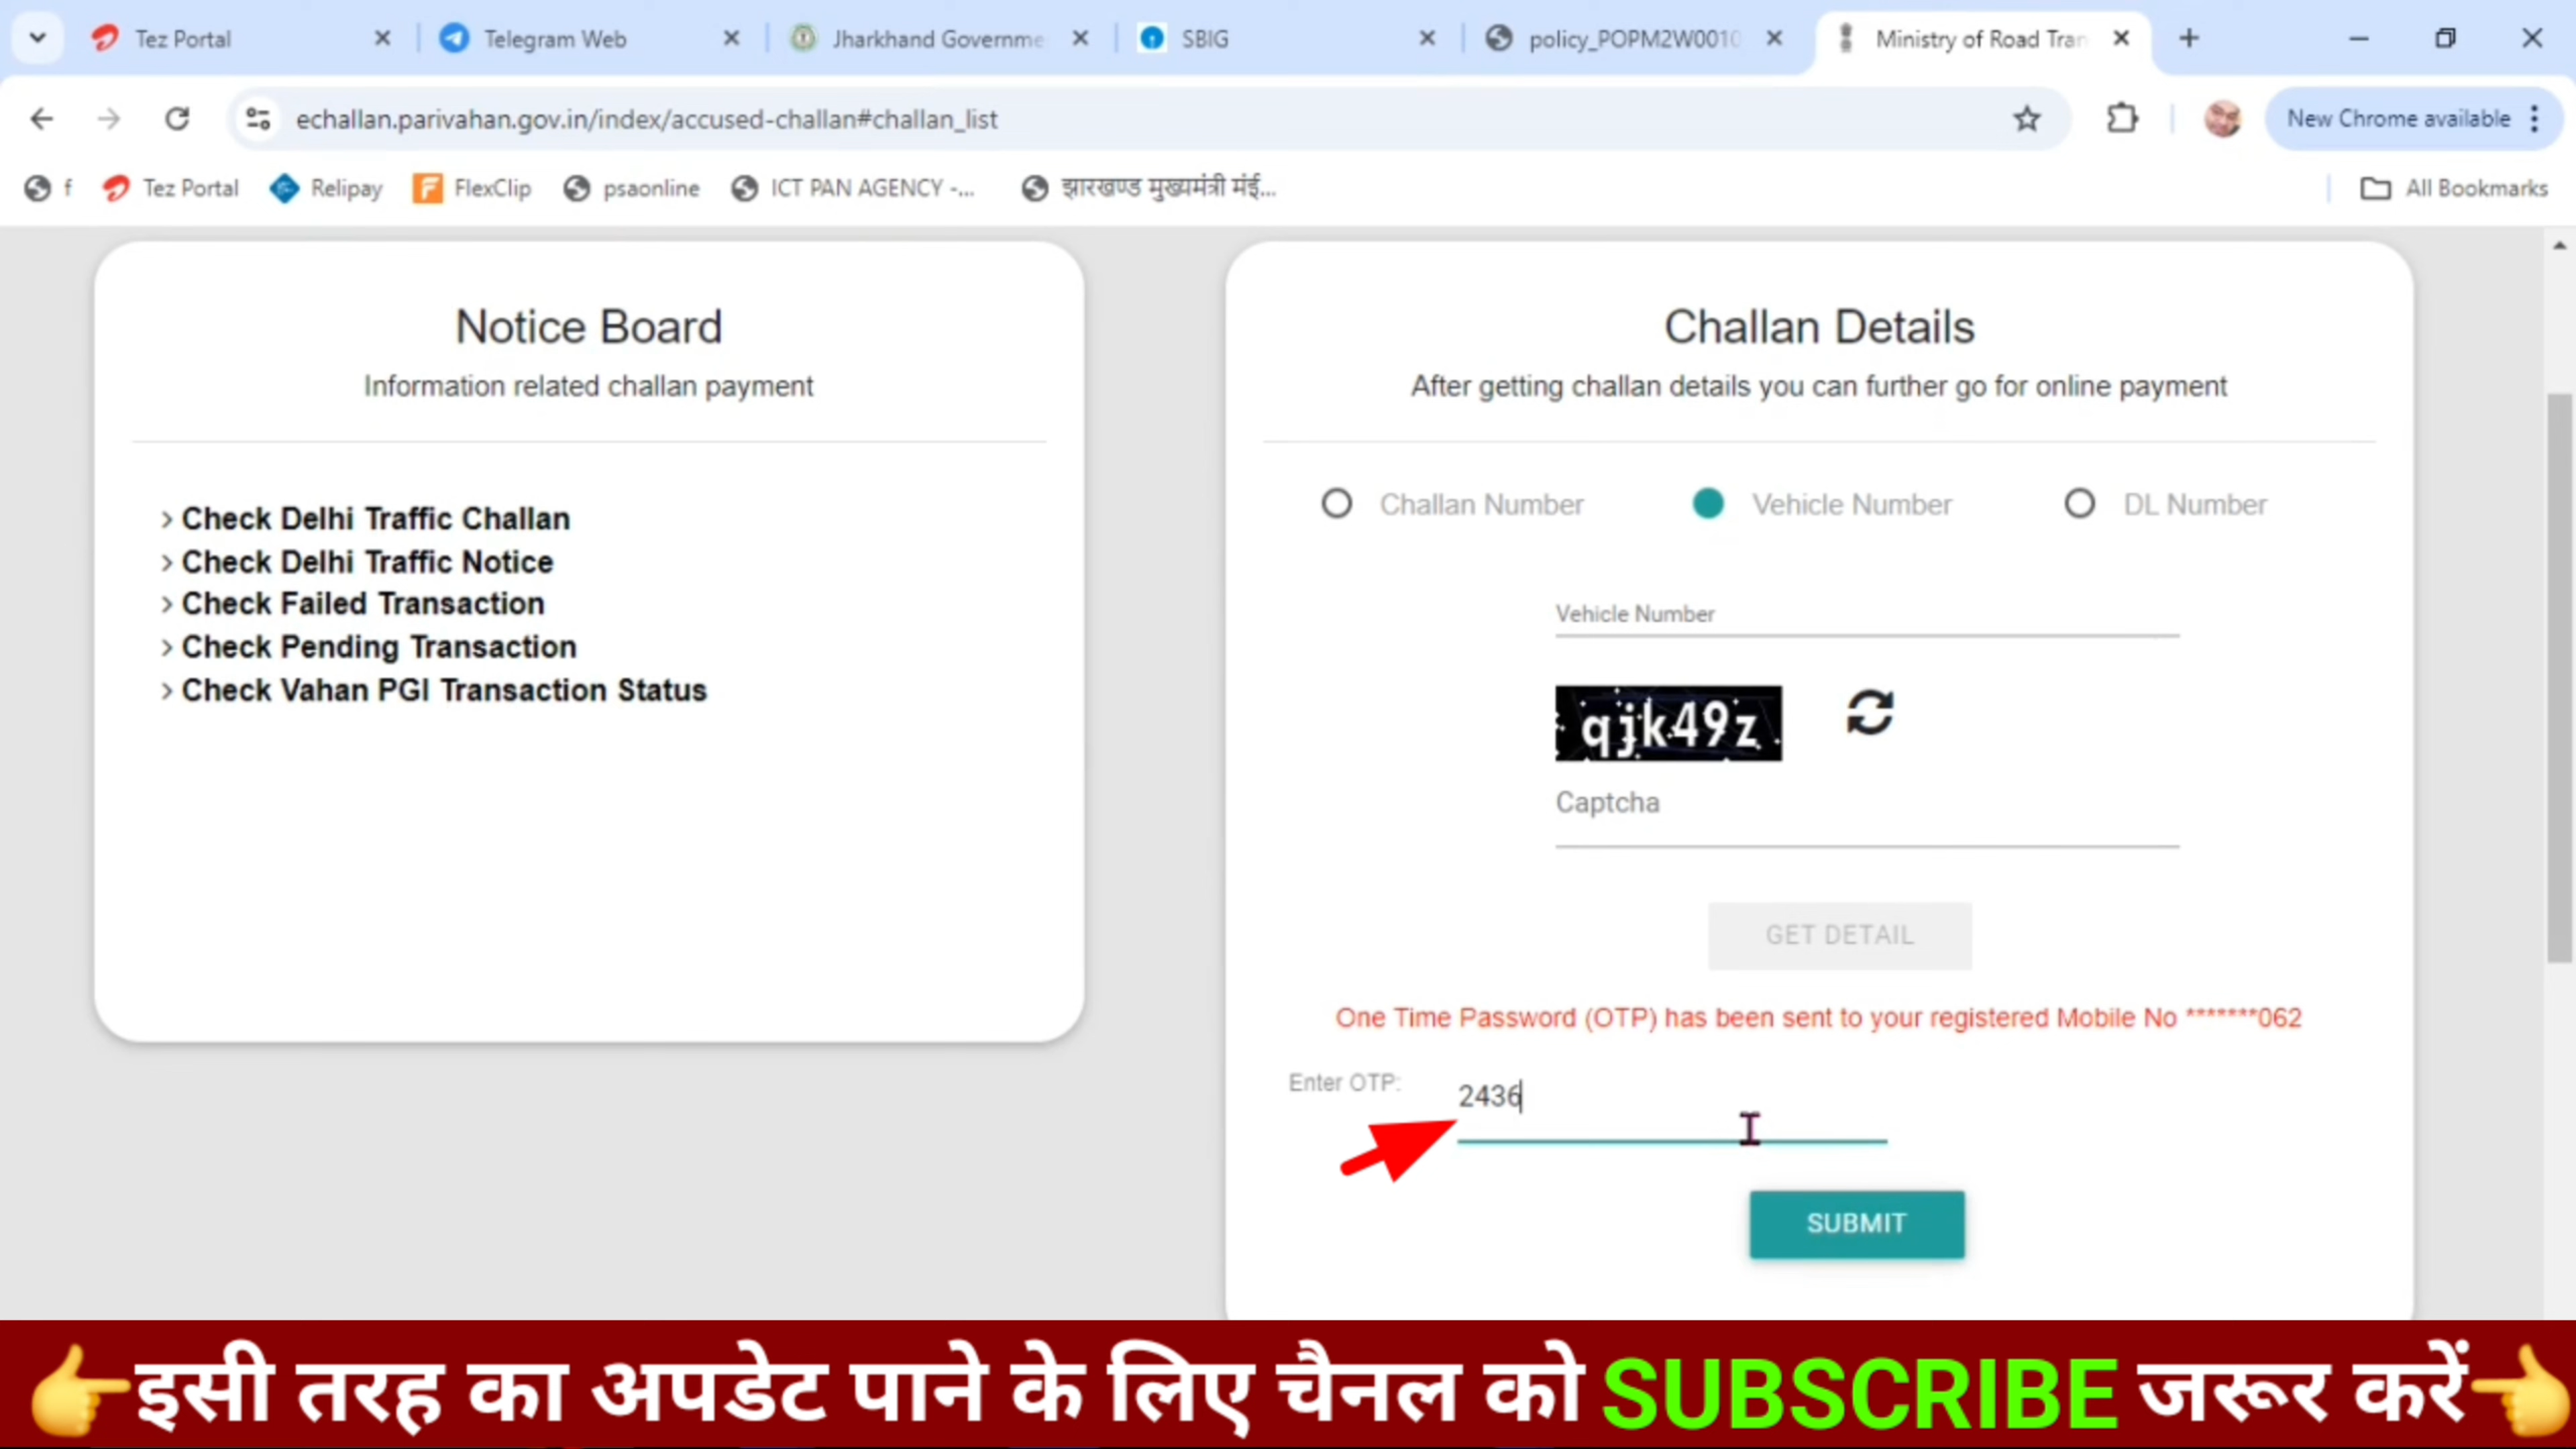 Tez Portal
Telegram Web
Jharkhand Governme
SBIG
policy_POPM2W0010
Ministry of Road Tran
echallan.parivahan.gov.in/index/accused-challan#challan_list
New Chrome available
f
Tez Portal
Relipay
FlexClip
psaonline
ICT PAN AGENCY -...
झारखण्ड मुख्यमंत्री मंई...
All Bookmarks
Notice Board
Information related challan payment
Check Delhi Traffic Challan
Check Delhi Traffic Notice
Check Failed Transaction
Check Pending Transaction
Check Vahan PGI Transaction Status
Challan Details
After getting challan details you can further go for online payment
Challan Number
Vehicle Number
DL Number
Vehicle Number
qjk49z
Captcha
GET DETAIL
One Time Password (OTP) has been sent to your registered Mobile No *******062
Enter OTP:
2436
SUBMIT
इसी तरह का अपडेट पाने के लिए चैनल को SUBSCRIBE जरूर करें